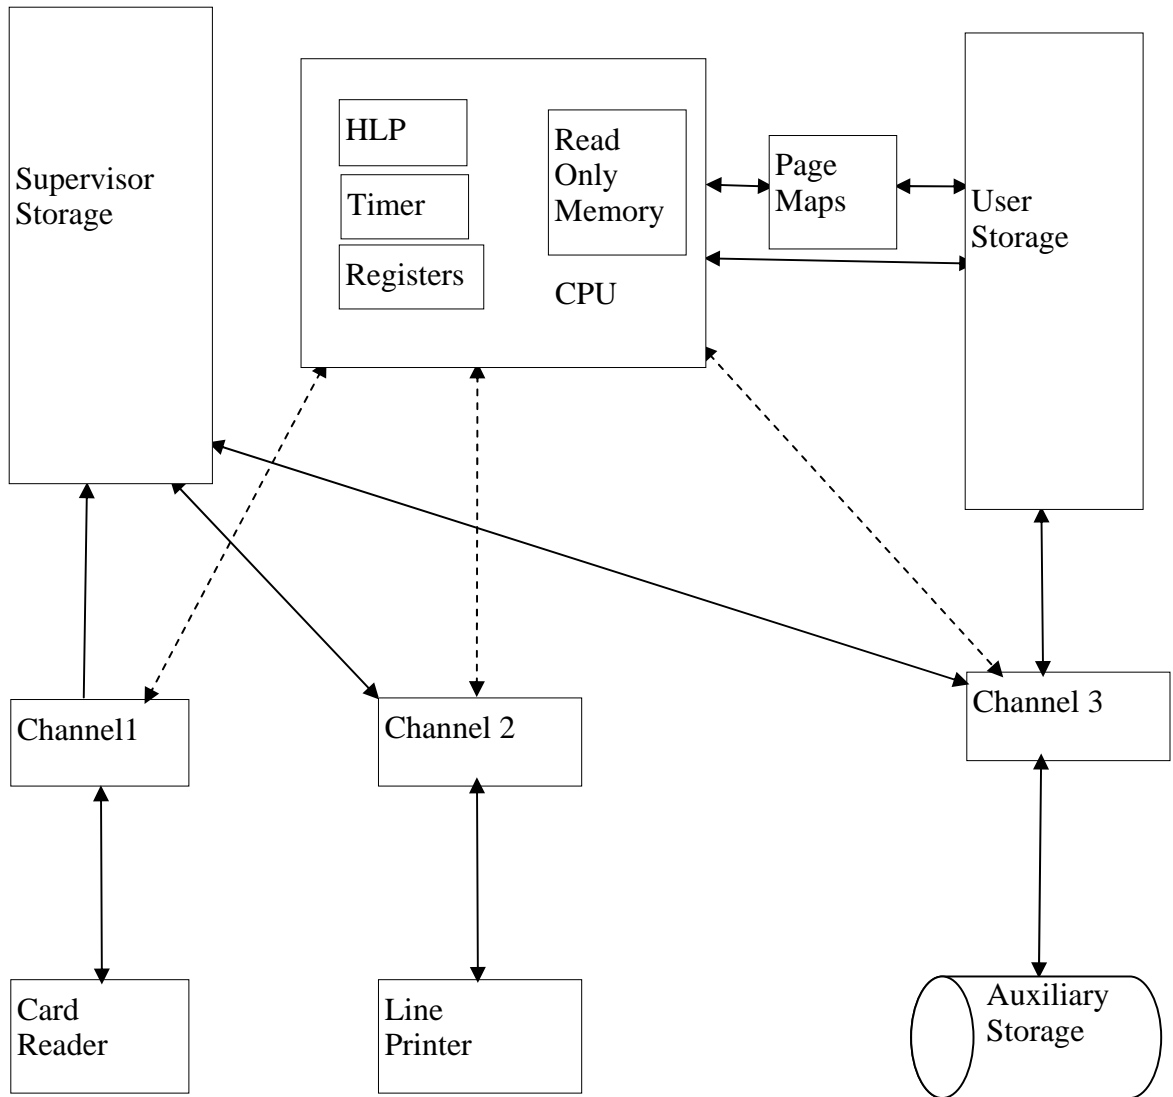 Supervisor
Storage
HLP
Timer
Registers
Read
Only
Memory
CPU
Page
Maps
User
Storage
Channel1
Channel 2
Channel 3
Card
Reader
Line
Printer
Auxiliary
Storage